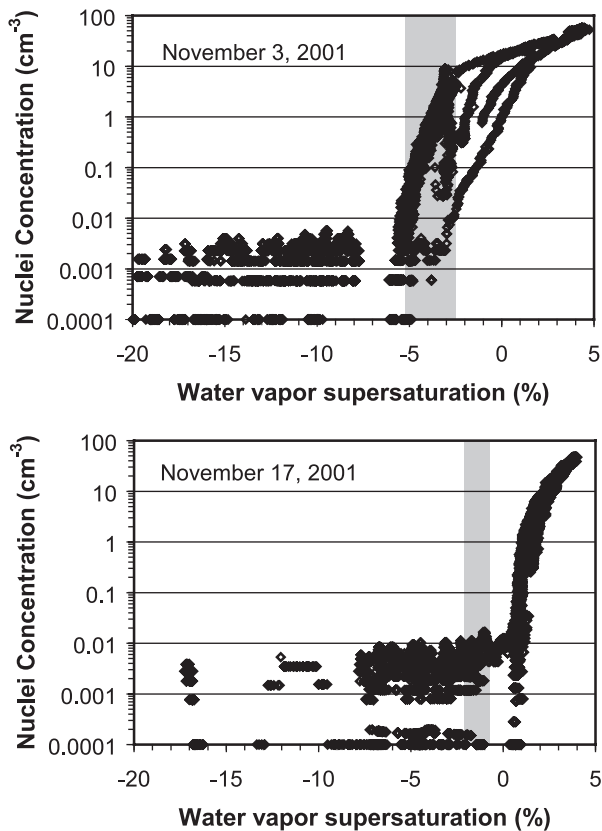 Nuclei Concentration (cm-3)
100
10
1
0.1
0.01
0.001
0.0001
November 3, 2001
-20 -15 -10 -5 0 5
Water vapor supersaturation (%)
Nuclei Concentration (cm-3)
100
10
1
0.1
0.01
0.001
0.0001
November 17, 2001
-20 -15 -10 -5 0 5
Water vapor supersaturation (%)